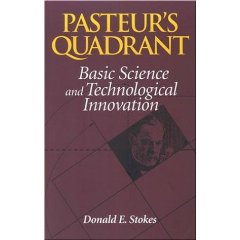 PASTEUR'S
QUADRANT
Basic Science
and Technological
Innovation
Donald E. Stokes